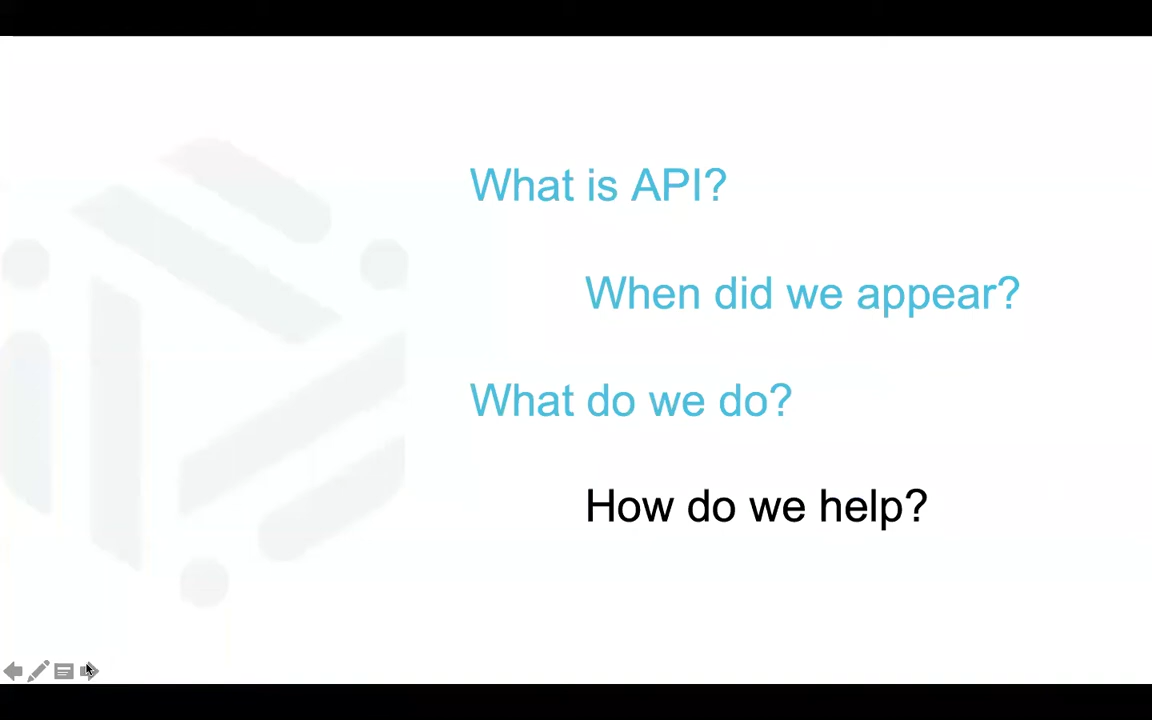 What is API?
When did we appear?
What do we do?
How do we help?